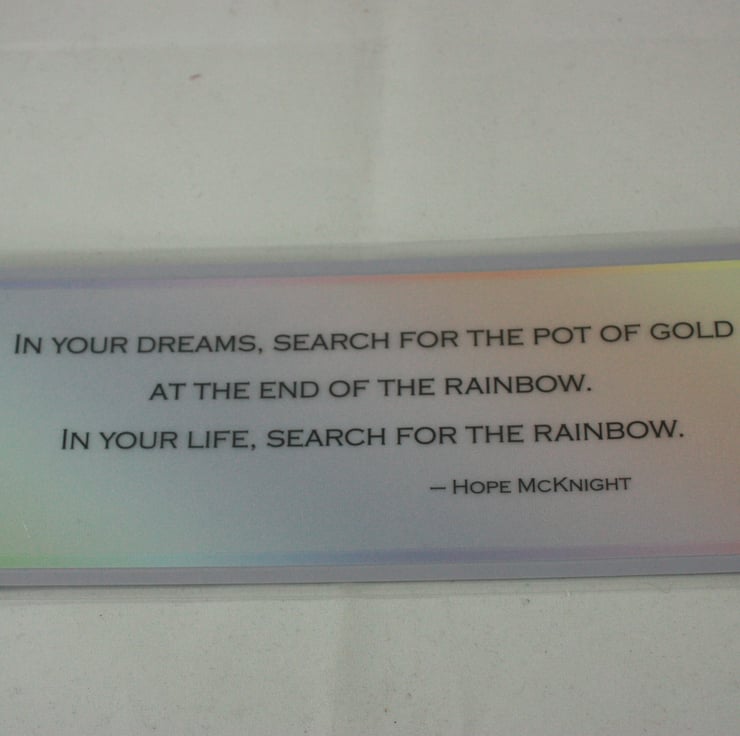 In your dreams, search for the pot of gold
at the end of the rainbow.
In your life, search for the rainbow.
— Hope McKnight